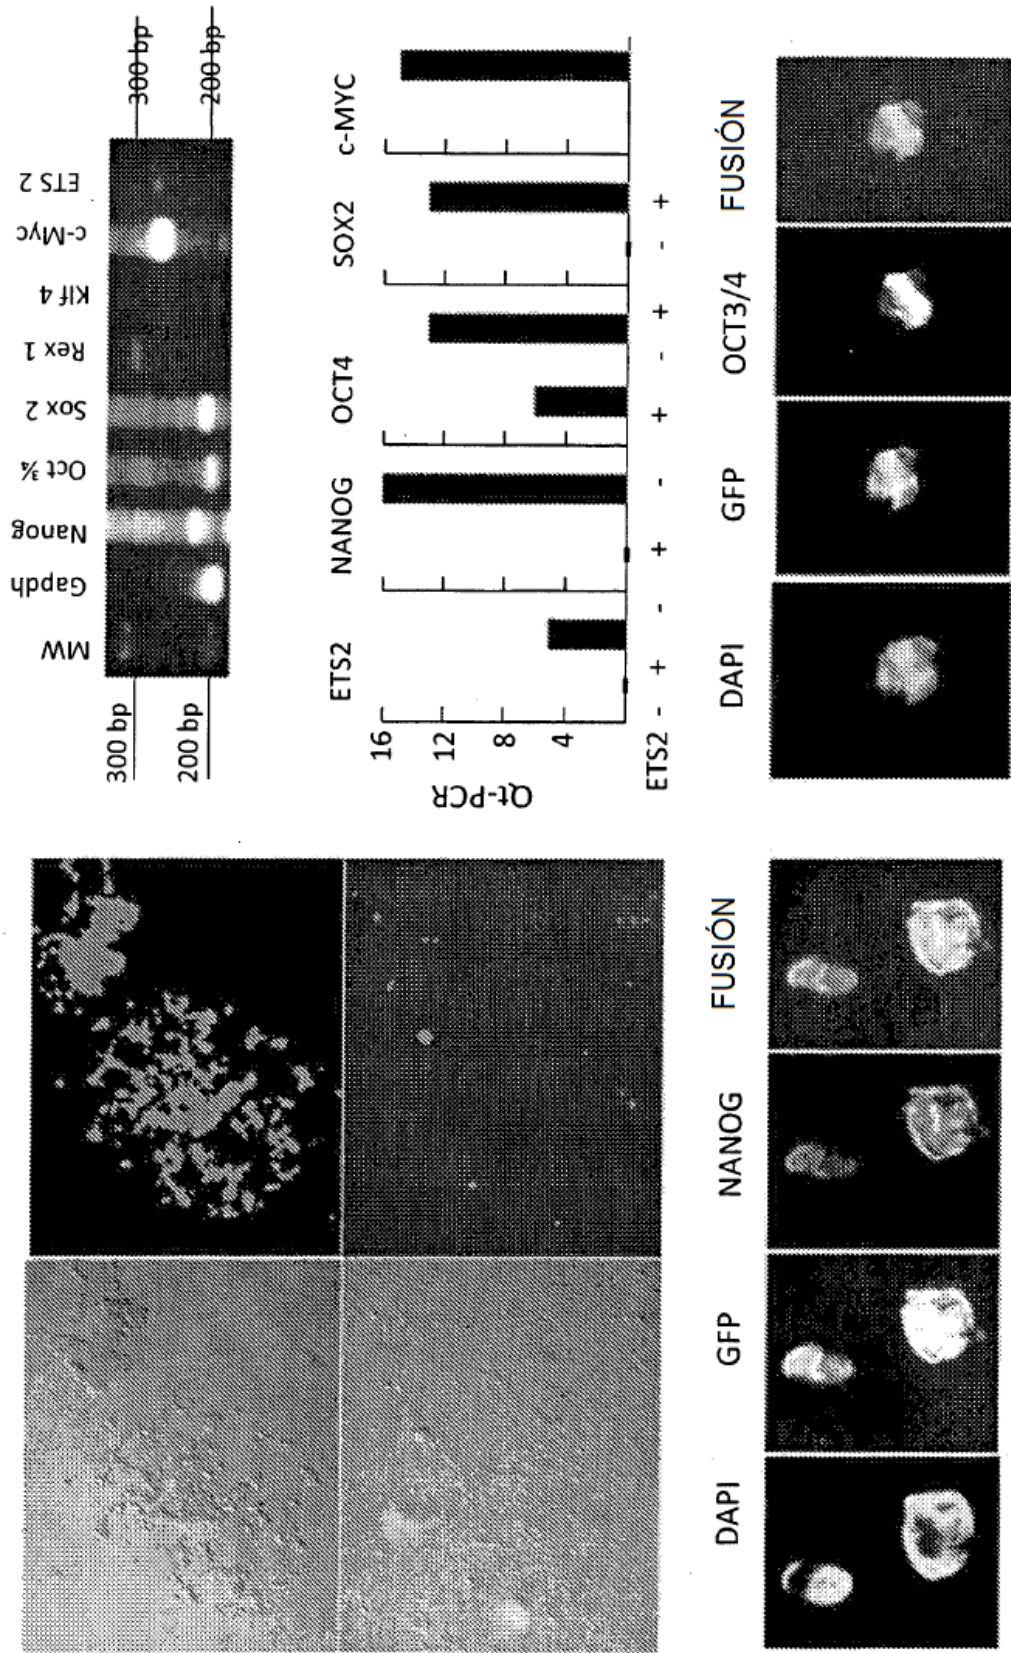 MW Gapdh Nanog Oct ¾ Sox 2 Rex 1 Klf 4 c-Myc ETS 2
300 bp 300 bp
200 bp 200 bp
ETS2 NANOG OCT4 SOX2 c-MYC
Qt-PCR
16
12
8
4
ETS2 - + - + - + - + - +
DAPI GFP NANOG FUSIÓN
DAPI GFP OCT3/4 FUSIÓN